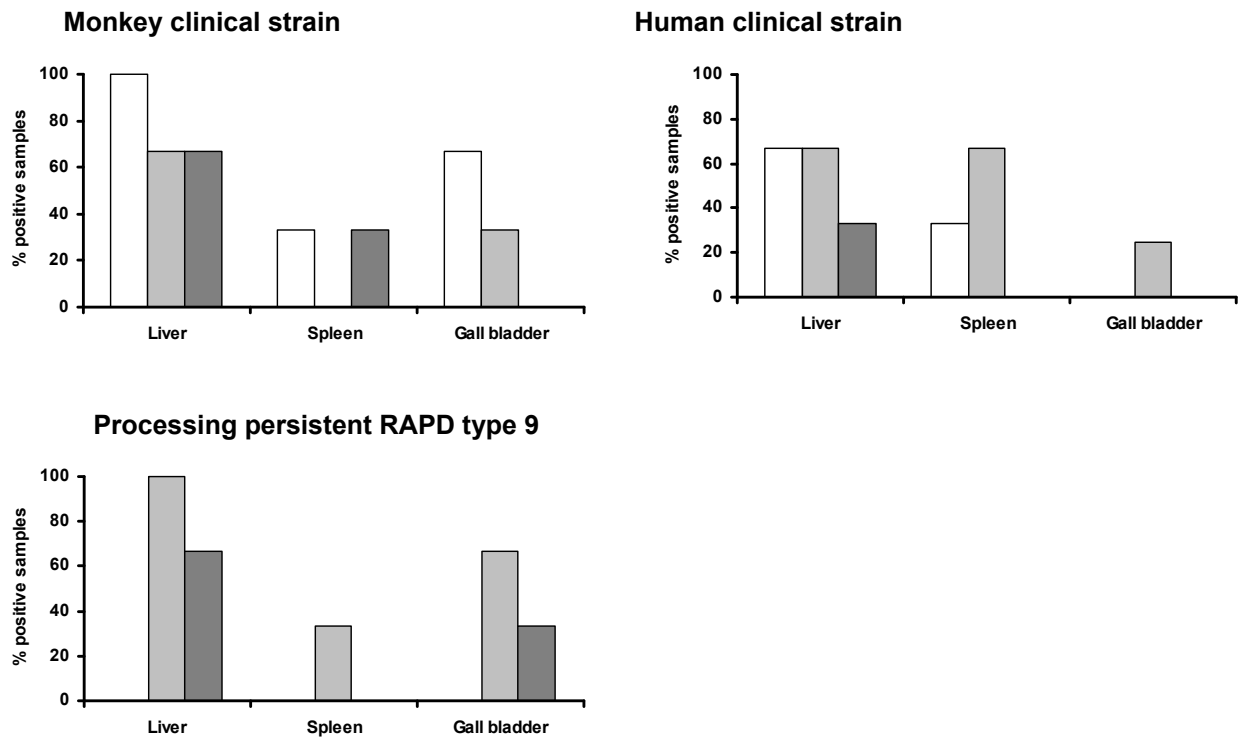 Monkey clinical strain
% positive samples
100
80
60
40
20
0
Liver Spleen Gall bladder
Human clinical strain
% positive samples
100
80
60
40
20
0
Liver Spleen Gall bladder
Processing persistent RAPD type 9
% positive samples
100
80
60
40
20
0
Liver Spleen Gall bladder